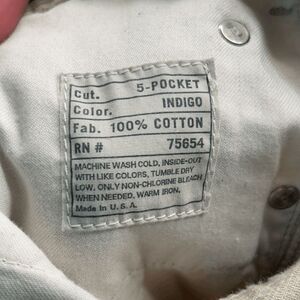 Cut. 5-POCKET
Color. INDIGO
Fab. 100% COTTON
RN # 75654
MACHINE WASH COLD, INSIDE-OUT
WITH LIKE COLORS, TUMBLE DRY
LOW, ONLY NON-CHLORINE BLEACH
WHEN NEEDED, WARM IRON.
Made in U.S.A.